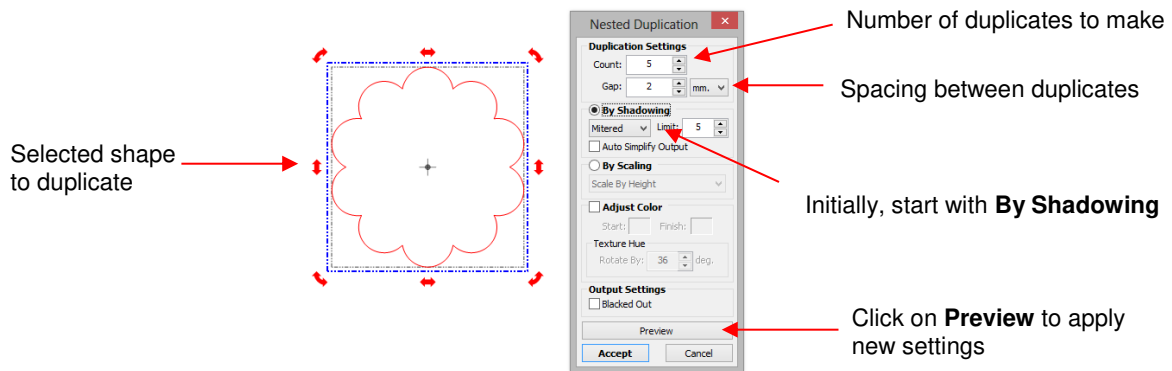 Selected shape
to duplicate
Nested Duplication
Duplication Settings
Count: 5
Gap: 2 mm.
By Shadowing
Mitered Limit: 5
Auto Simplify Output
By Scaling
Scale By Height
Adjust Color
Start: Finish:
Texture Hue
Rotate By: 36 deg.
Output Settings
Blacked Out
Preview
Accept Cancel
Number of duplicates to make
Spacing between duplicates
Initially, start with By Shadowing
Click on Preview to apply
new settings